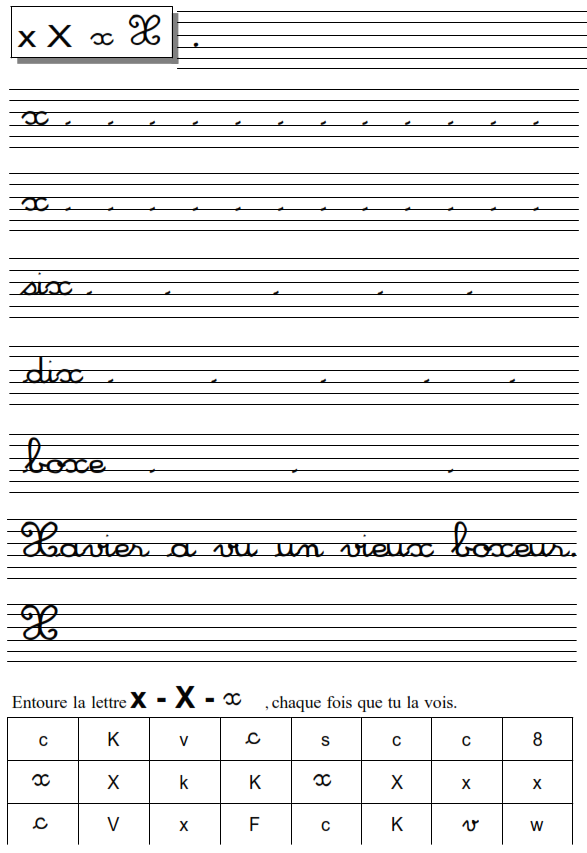 x X x X .
x
x
six
dix
boxe
Xavier a vu un vieux boxeur.
X
Entoure la lettre x - X - x , chaque fois que tu la vois.
c K v c s c c 8
x X k K x X x x
c V x F c K v w